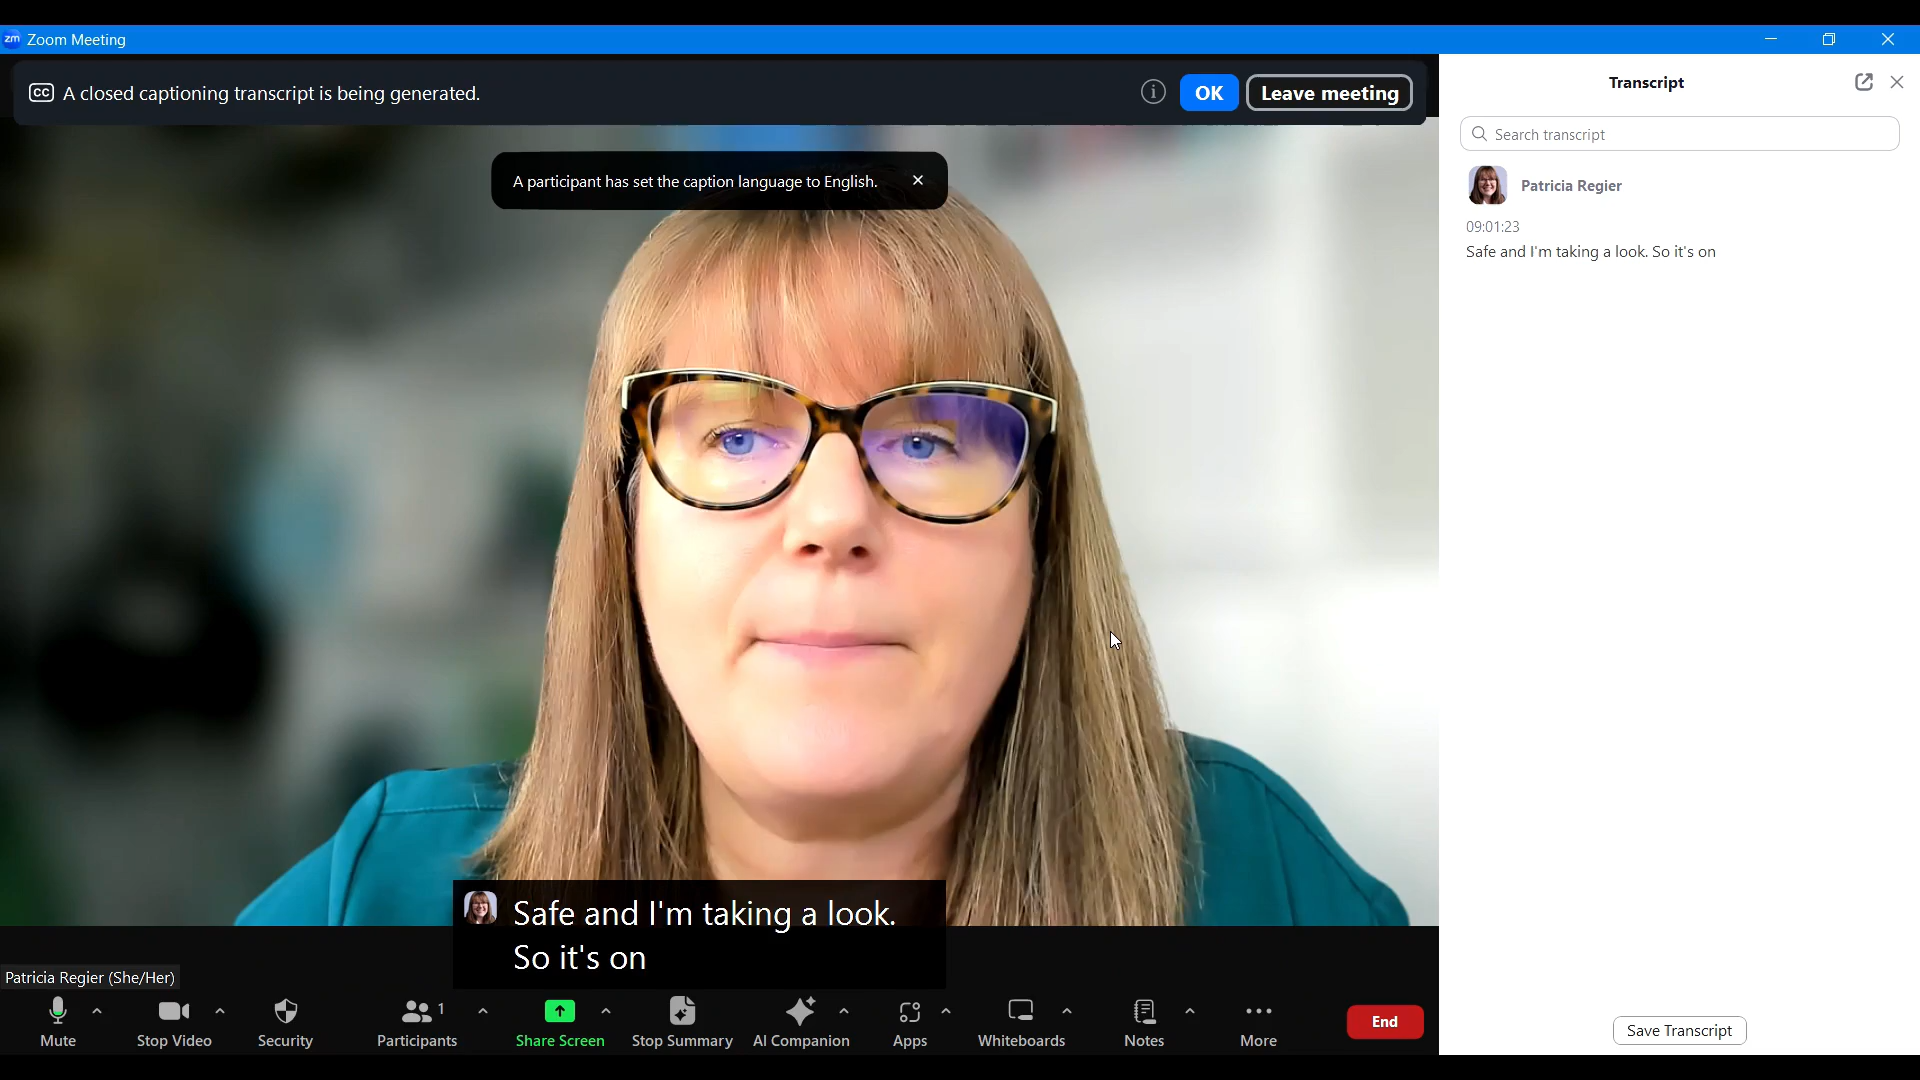 zm Zoom Meeting
CC A closed captioning transcript is being generated.
i OK Leave meeting
A participant has set the caption language to English.
Safe and I'm taking a look.
So it's on
Patricia Regier (She/Her)
Mute
Stop Video
Security
1
Participants
Share Screen
Stop Summary
AI Companion
Apps
Whiteboards
Notes
More
End
Transcript
Search transcript
Patricia Regier
09:01:23
Safe and I'm taking a look. So it's on
Save Transcript